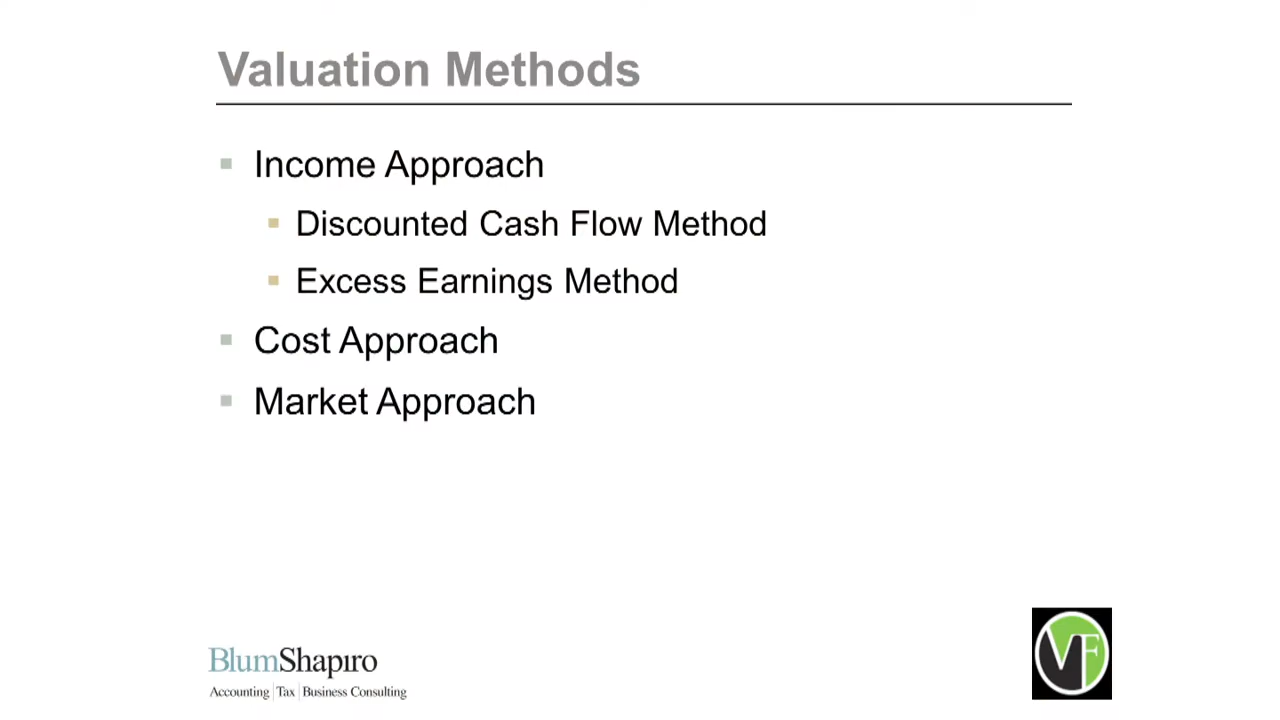 Valuation Methods
Income Approach
Discounted Cash Flow Method
Excess Earnings Method
Cost Approach
Market Approach
BlumShapiro
Accounting | Tax | Business Consulting
VF